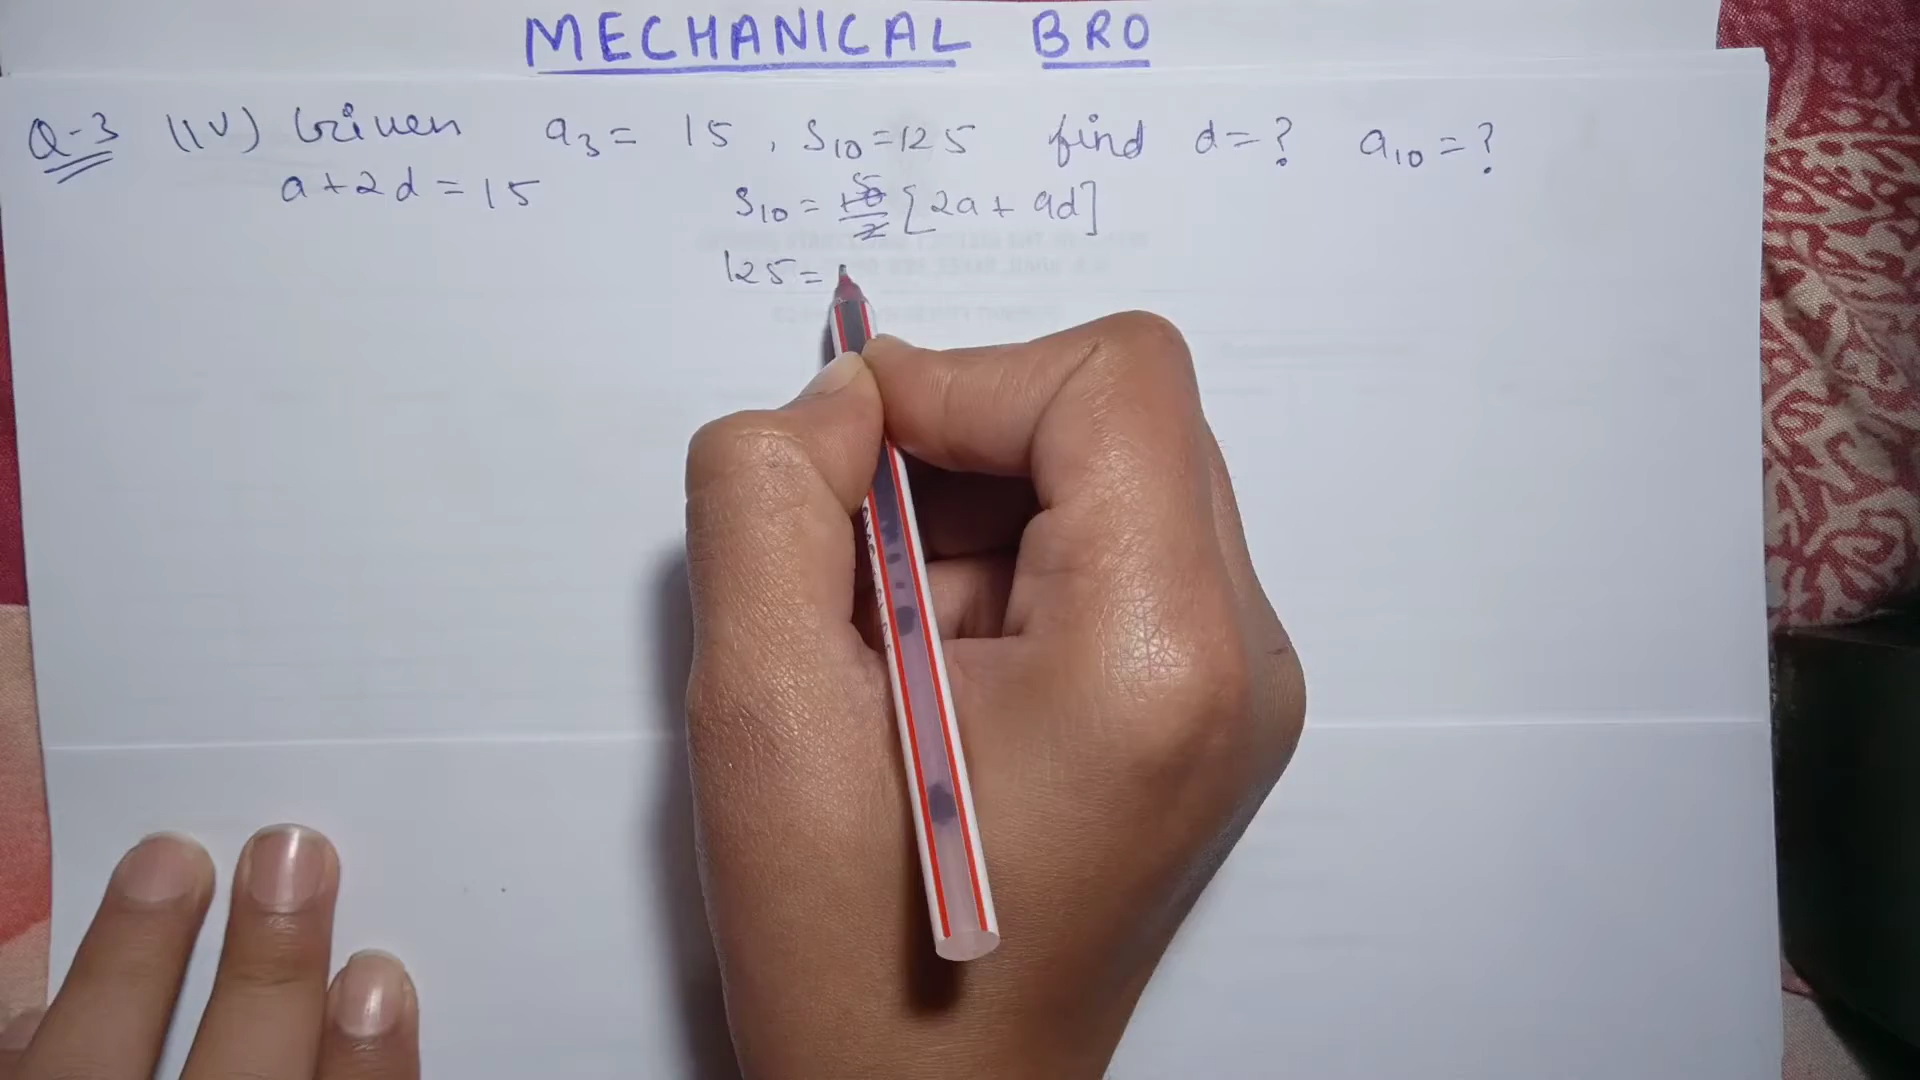 MECHANICAL BRO
Q-3 (IV) Given a3 = 15, S10 = 125 find d = ? a10 = ?
a + 2d = 15
S10 = 10/2 5 [2a + 9d]
125 =